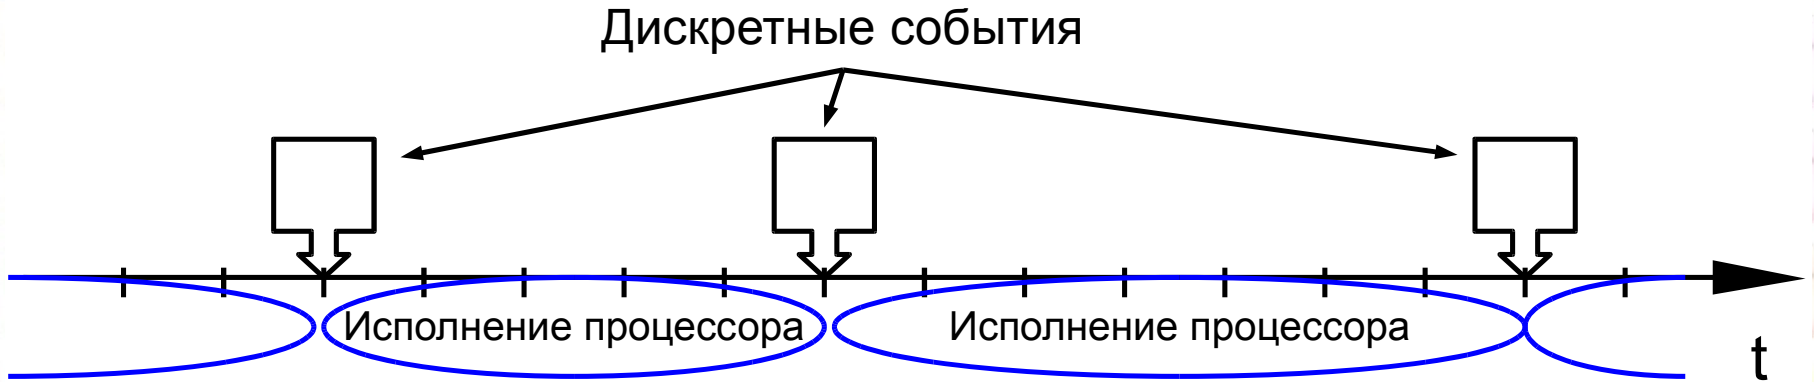 Дискретные события
Исполнение процессора
Исполнение процессора
t